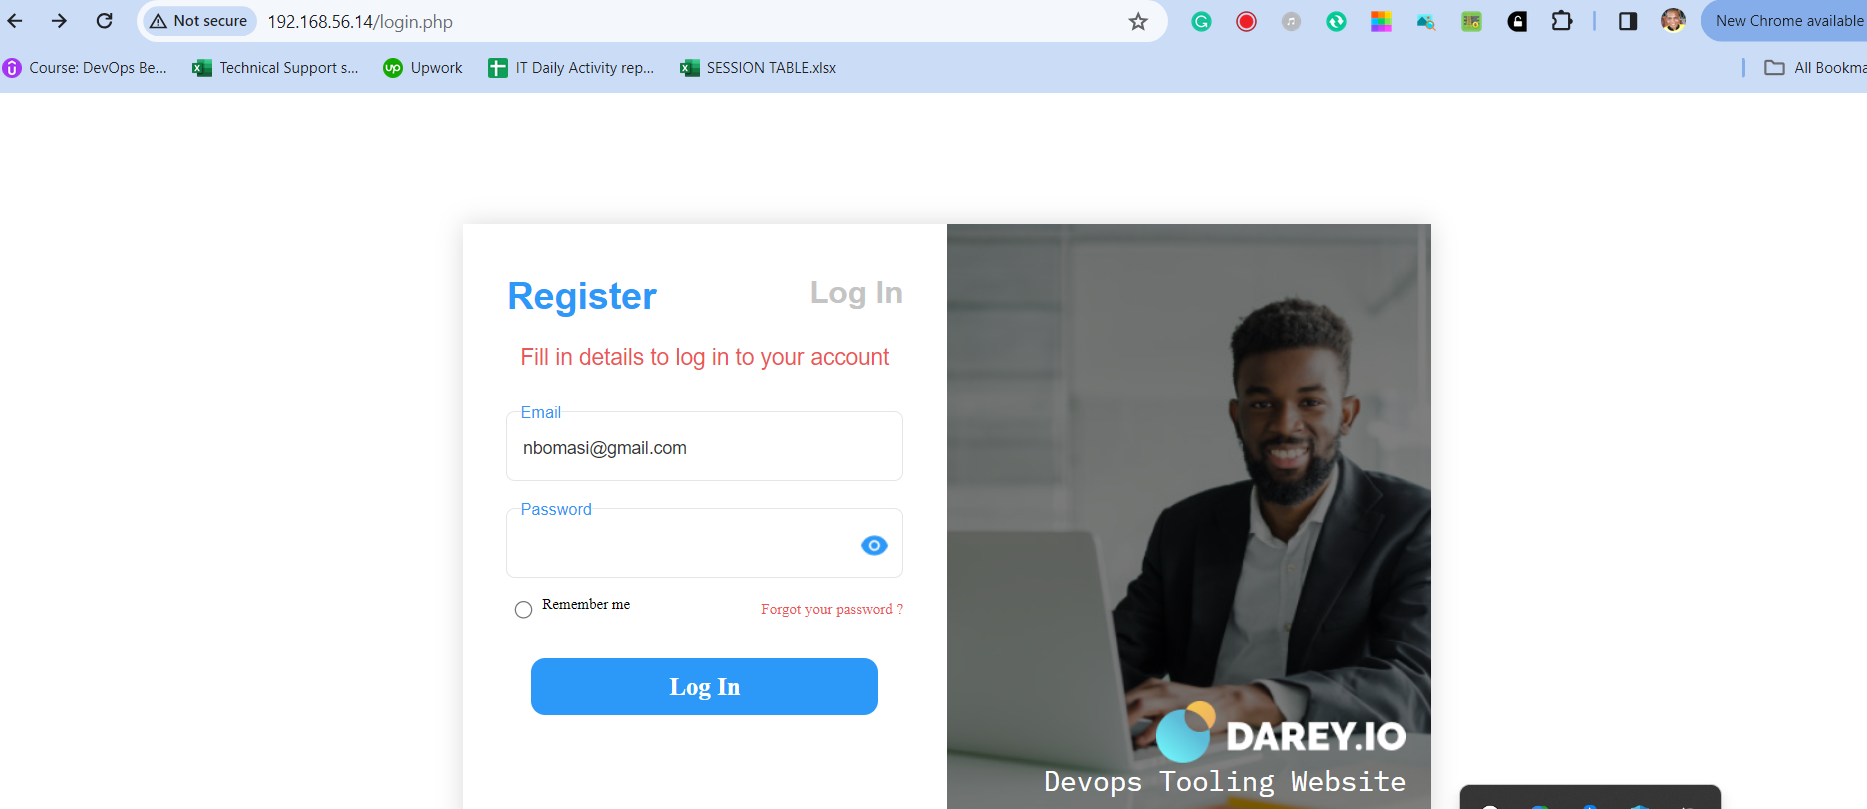 Not secure 192.168.56.14/login.php New Chrome available
Course: DevOps Be... Technical Support s... up Upwork IT Daily Activity rep... SESSION TABLE.xlsx All Bookma
Register Log In
Fill in details to log in to your account
Email
nbomasi@gmail.com
Password
Remember me Forgot your password ?
Log In
DAREY.IO
Devops Tooling Website